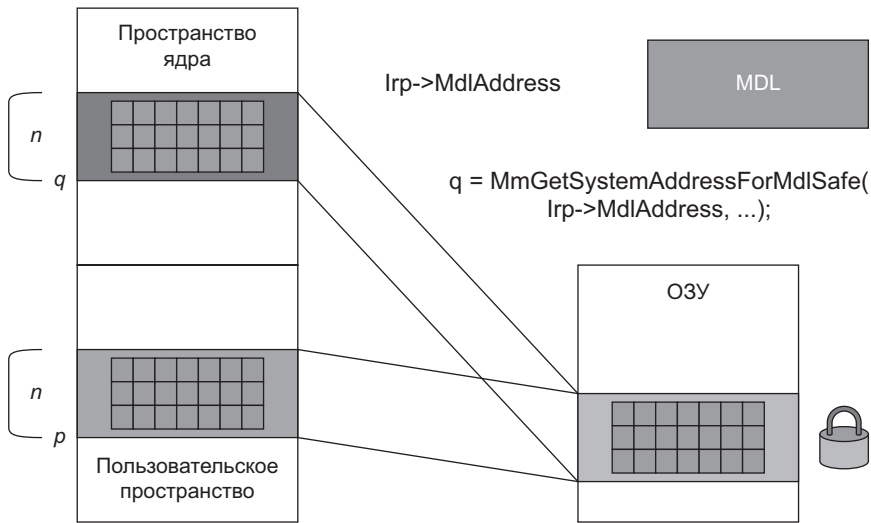 Пространство
ядра
Irp->MdlAddress
MDL
n
q
q = MmGetSystemAddressForMdlSafe(
Irp->MdlAddress, ...);
ОЗУ
n
p
Пользовательское
пространство